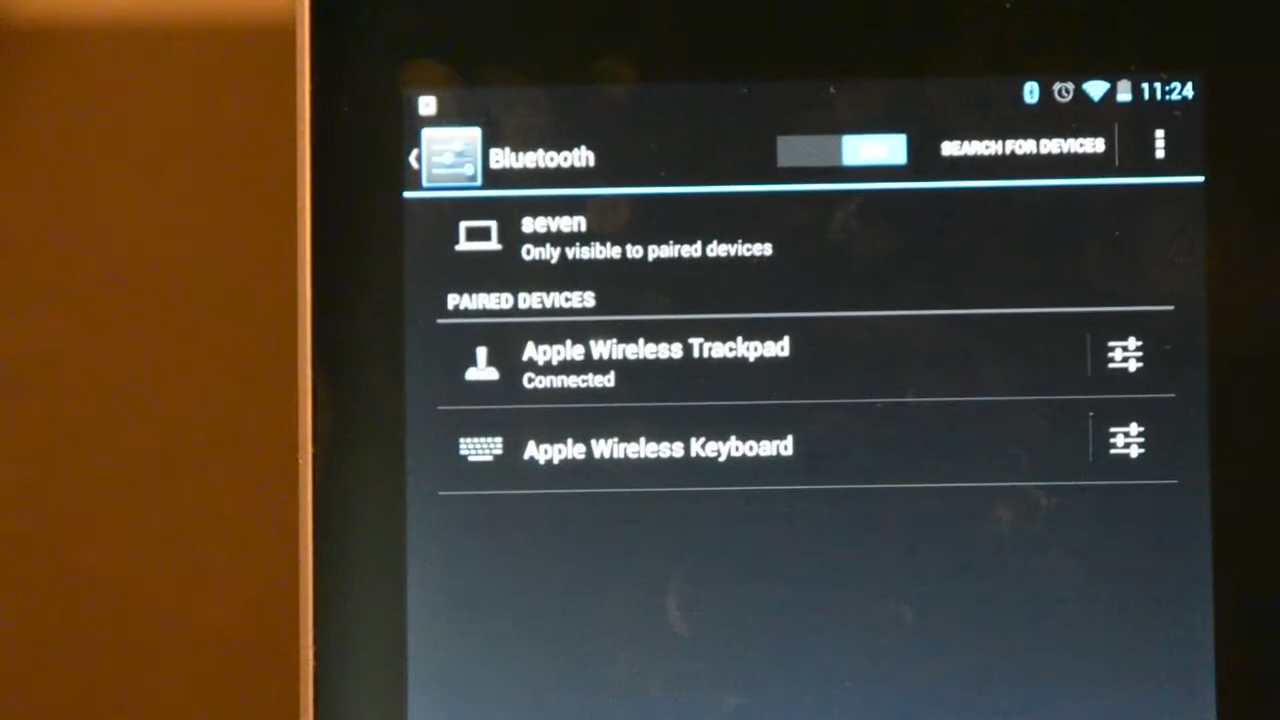 11:24
Bluetooth
SEARCH FOR DEVICES
seven
Only visible to paired devices
PAIRED DEVICES
Apple Wireless Trackpad
Connected
Apple Wireless Keyboard